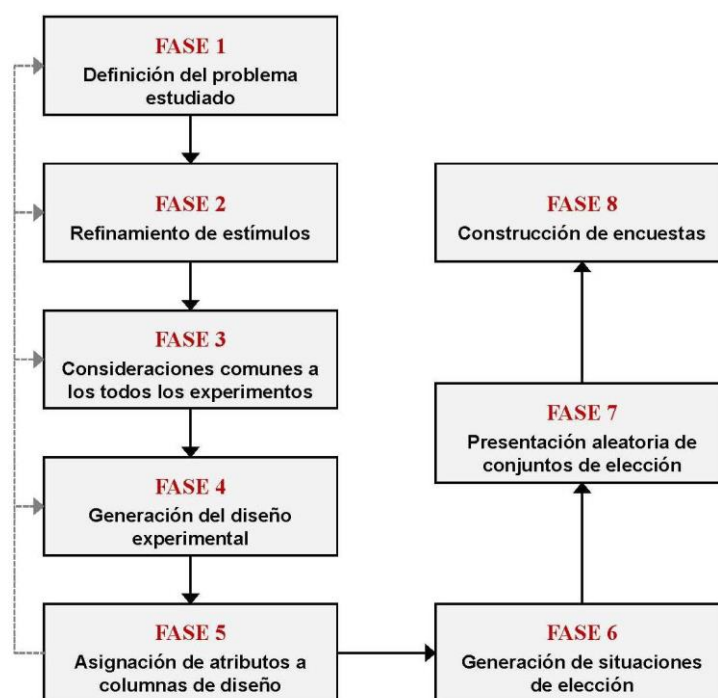 FASE 1
Definición del problema
estudiado
FASE 2
Refinamiento de estímulos
FASE 3
Consideraciones comunes a
los todos los experimentos
FASE 4
Generación del diseño
experimental
FASE 5
Asignación de atributos a
columnas de diseño
FASE 6
Generación de situaciones
de elección
FASE 7
Presentación aleatoria de
conjuntos de elección
FASE 8
Construcción de encuestas